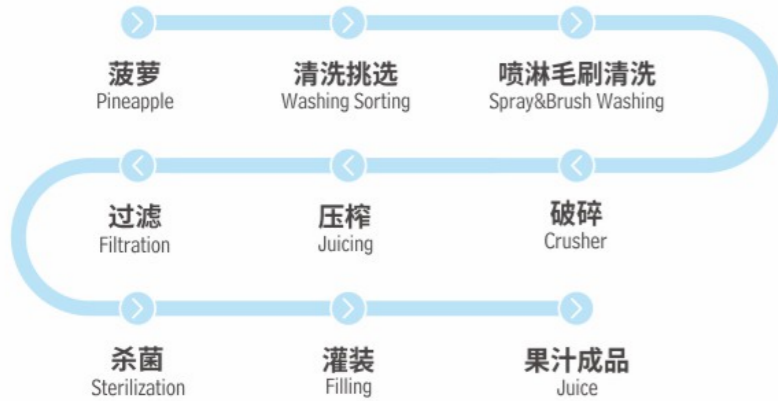 菠萝
Pineapple
清洗挑选
Washing Sorting
喷淋毛刷清洗
Spray&Brush Washing
破碎
Crusher
压榨
Juicing
过滤
Filtration
杀菌
Sterilization
灌装
Filling
果汁成品
Juice